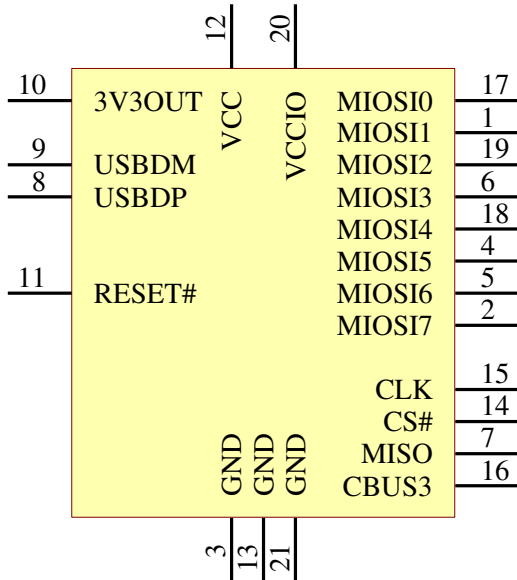 12 20
10 3V3OUT VCC VCCIO MIOSI0 17
MIOSI1 1
9 USBDM MIOSI2 19
8 USBDP MIOSI3 6
MIOSI4 18
MIOSI5 4
11 RESET# MIOSI6 5
MIOSI7 2
CLK 15
CS# 14
GND GND GND MISO 7
CBUS3 16
3 13 21